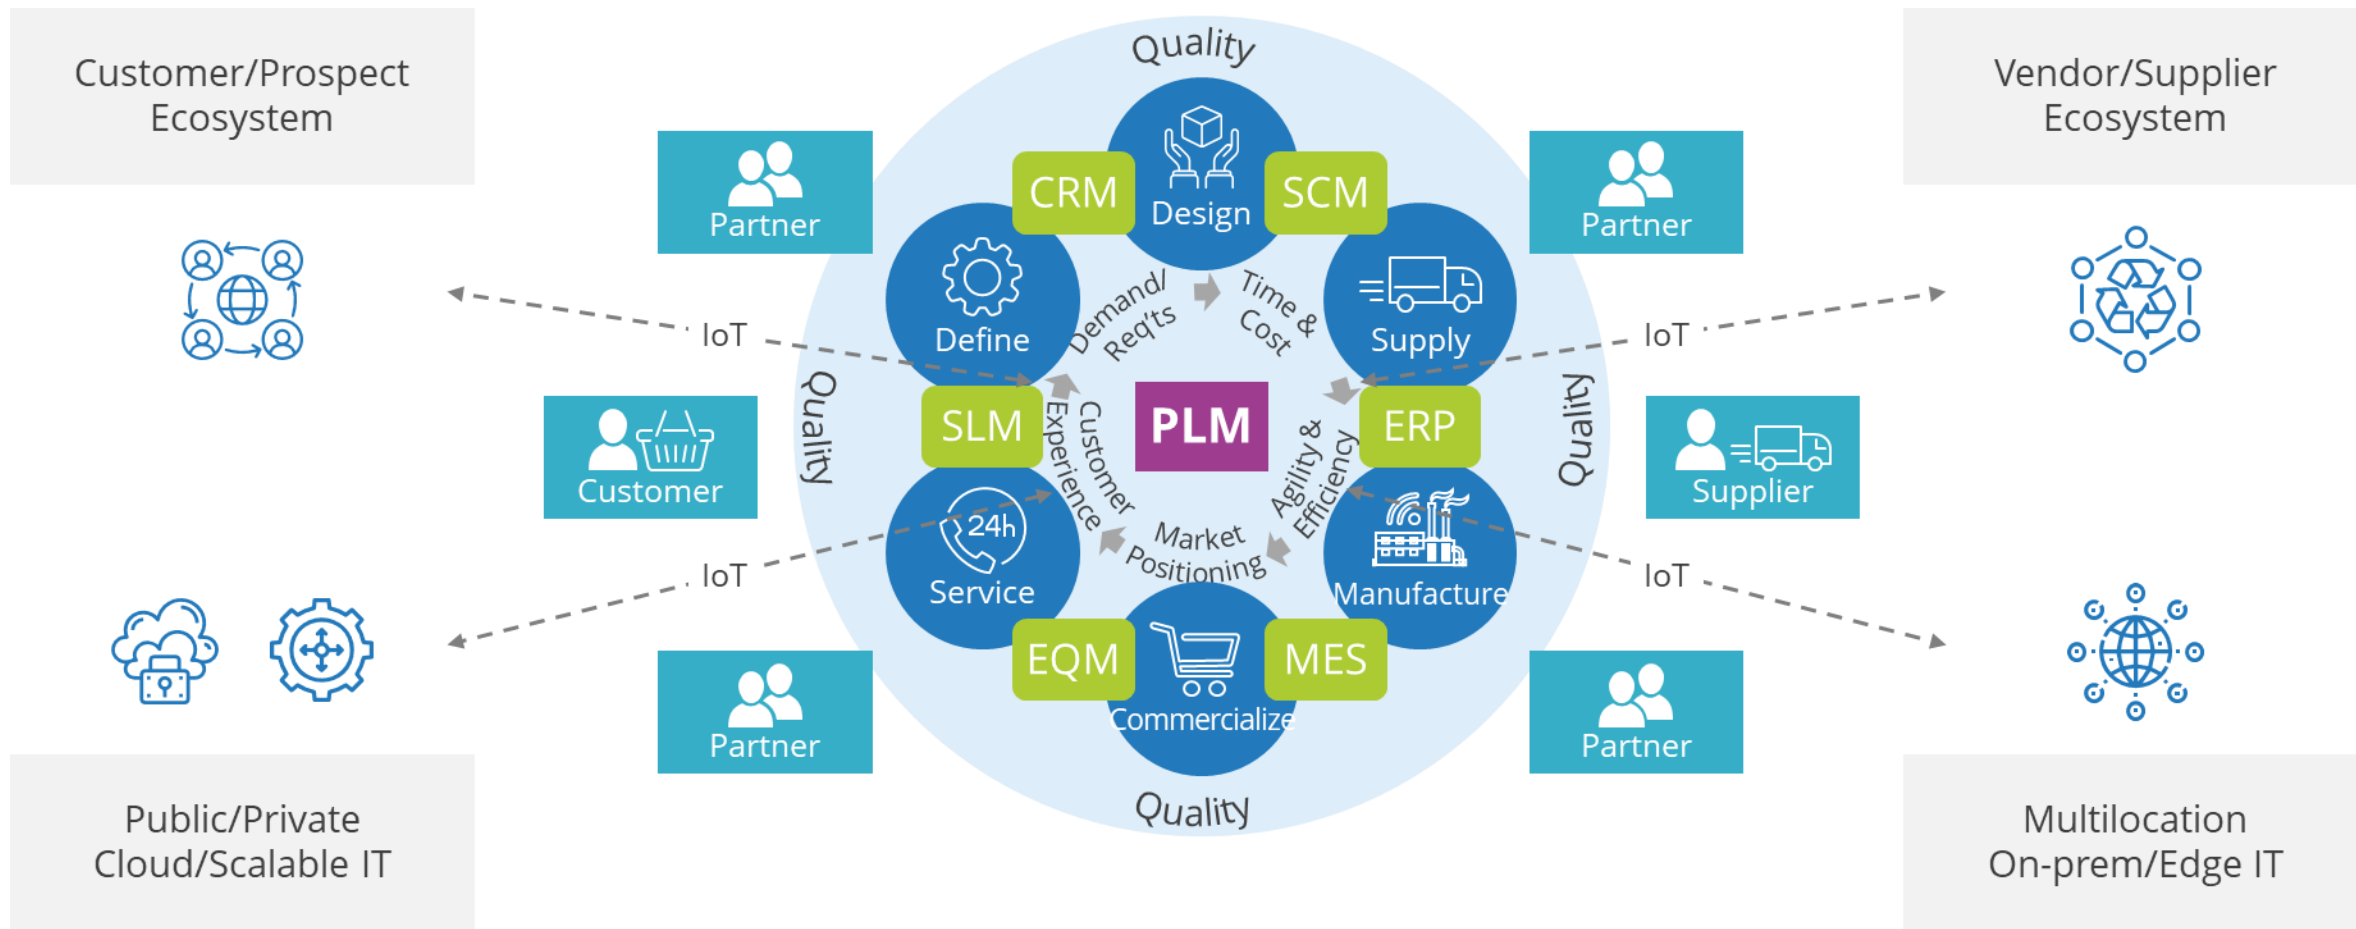 Customer/Prospect
Ecosystem
Quality
Vendor/Supplier
Ecosystem
Partner
CRM
Design
SCM
Partner
Define
Demand/
Req'ts
Time &
Cost
Supply
IoT
IoT
Quality
Customer
SLM
Customer
Experience
PLM
Agility &
Efficiency
ERP
Quality
Supplier
IoT
24h
Service
Market
Positioning
Manufacture
IoT
Partner
EQM
Commercialize
MES
Partner
Quality
Public/Private
Cloud/Scalable IT
Multilocation
On-prem/Edge IT